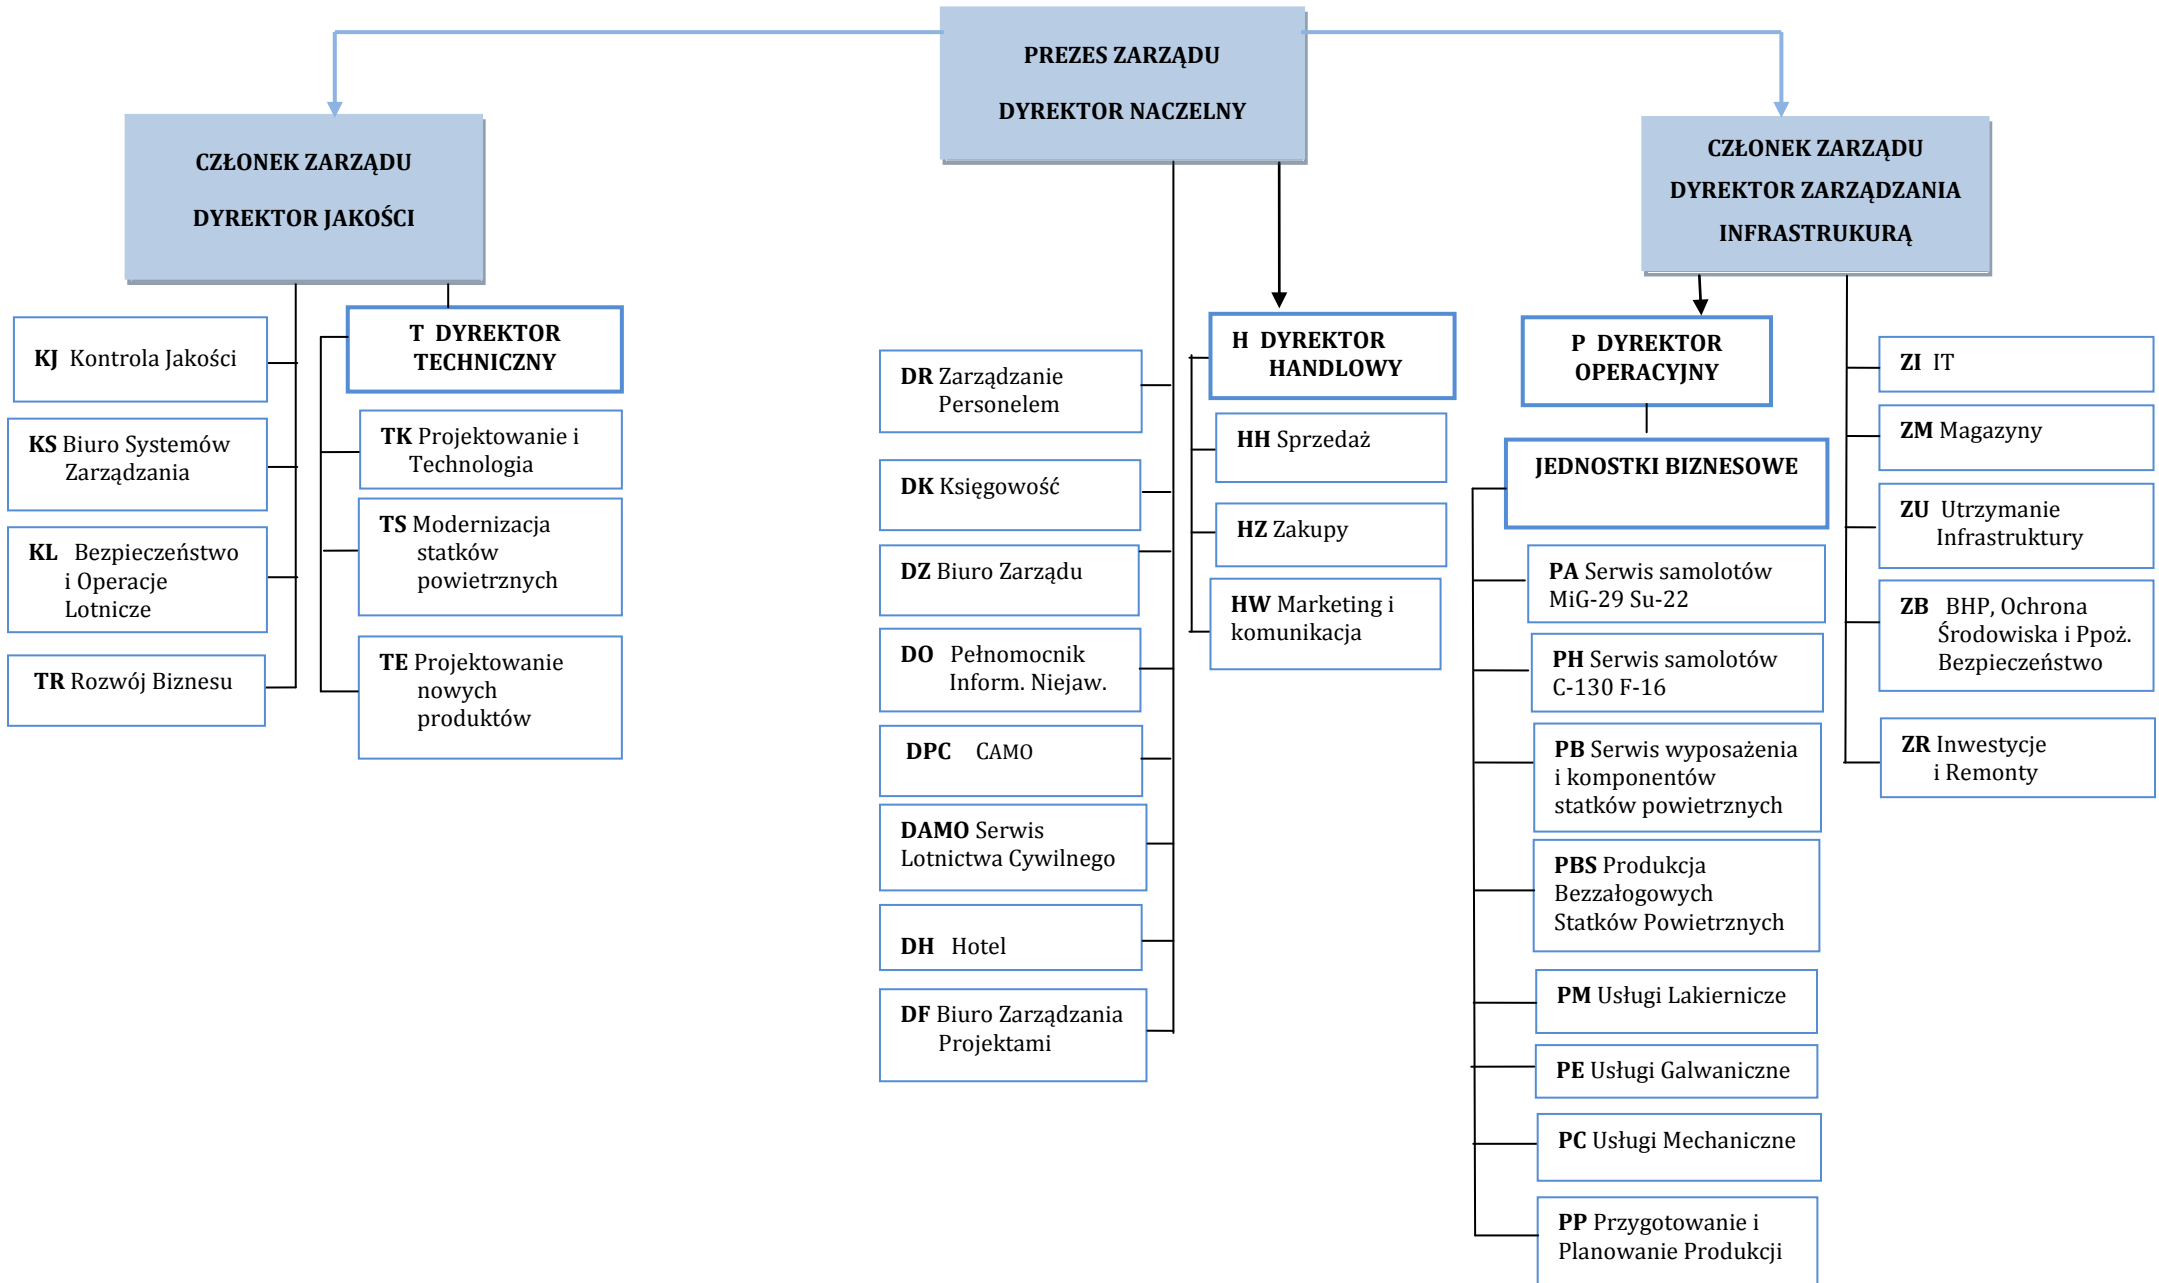 PREZES ZARZĄDU
DYREKTOR NACZELNY
CZŁONEK ZARZĄDU
DYREKTOR JAKOŚCI
CZŁONEK ZARZĄDU
DYREKTOR ZARZĄDZANIA
INFRASTRUKURĄ
KJ Kontrola Jakości
KS Biuro Systemów
Zarządzania
KL Bezpieczeństwo
i Operacje
Lotnicze
TR Rozwój Biznesu
T DYREKTOR
TECHNICZNY
TK Projektowanie i
Technologia
TS Modernizacja
statków
powietrznych
TE Projektowanie
nowych
produktów
DR Zarządzanie
Personelem
DK Księgowość
DZ Biuro Zarządu
DO Pełnomocnik
Inform. Niejaw.
DPC CAMO
DAMO Serwis
Lotnictwa Cywilnego
DH Hotel
DF Biuro Zarządzania
Projektami
H DYREKTOR
HANDLOWY
HH Sprzedaż
HZ Zakupy
HW Marketing i
komunikacja
P DYREKTOR
OPERACYJNY
JEDNOSTKI BIZNESOWE
PA Serwis samolotów
MiG-29 Su-22
PH Serwis samolotów
C-130 F-16
PB Serwis wyposażenia
i komponentów
statków powietrznych
PBS Produkcja
Bezzałogowych
Statków Powietrznych
PM Usługi Lakiernicze
PE Usługi Galwaniczne
PC Usługi Mechaniczne
PP Przygotowanie i
Planowanie Produkcji
ZI IT
ZM Magazyny
ZU Utrzymanie
Infrastruktury
ZB BHP, Ochrona
Środowiska i Ppoż.
Bezpieczeństwo
ZR Inwestycje
i Remonty